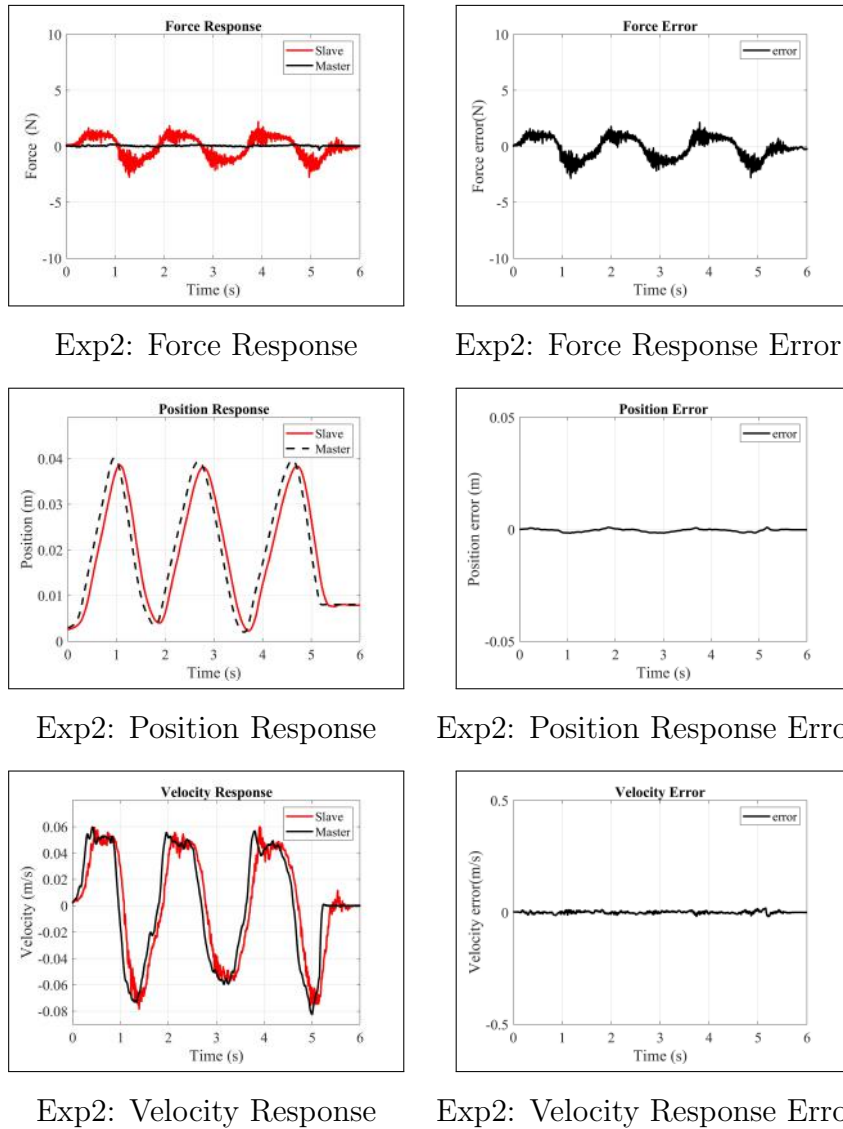 Force Response
10
5
0
-5
-10
Force (N)
0 1 2 3 4 5 6
Time (s)
Slave
Master
Exp2: Force Response
Force Error
10
5
0
-5
-10
Force error(N)
0 1 2 3 4 5 6
Time (s)
error
Exp2: Force Response Error
Position Response
0.04
0.03
0.02
0.01
0
Position (m)
0 1 2 3 4 5 6
Time (s)
Slave
Master
Exp2: Position Response
Position Error
0.05
0
-0.05
Position error (m)
0 1 2 3 4 5 6
Time (s)
error
Exp2: Position Response Erro
Velocity Response
0.06
0.04
0.02
0
-0.02
-0.04
-0.06
-0.08
Velocity (m/s)
0 1 2 3 4 5 6
Time (s)
Slave
Master
Exp2: Velocity Response
Velocity Error
0.5
0
-0.5
Velocity error(m/s)
0 1 2 3 4 5 6
Time (s)
error
Exp2: Velocity Response Erro